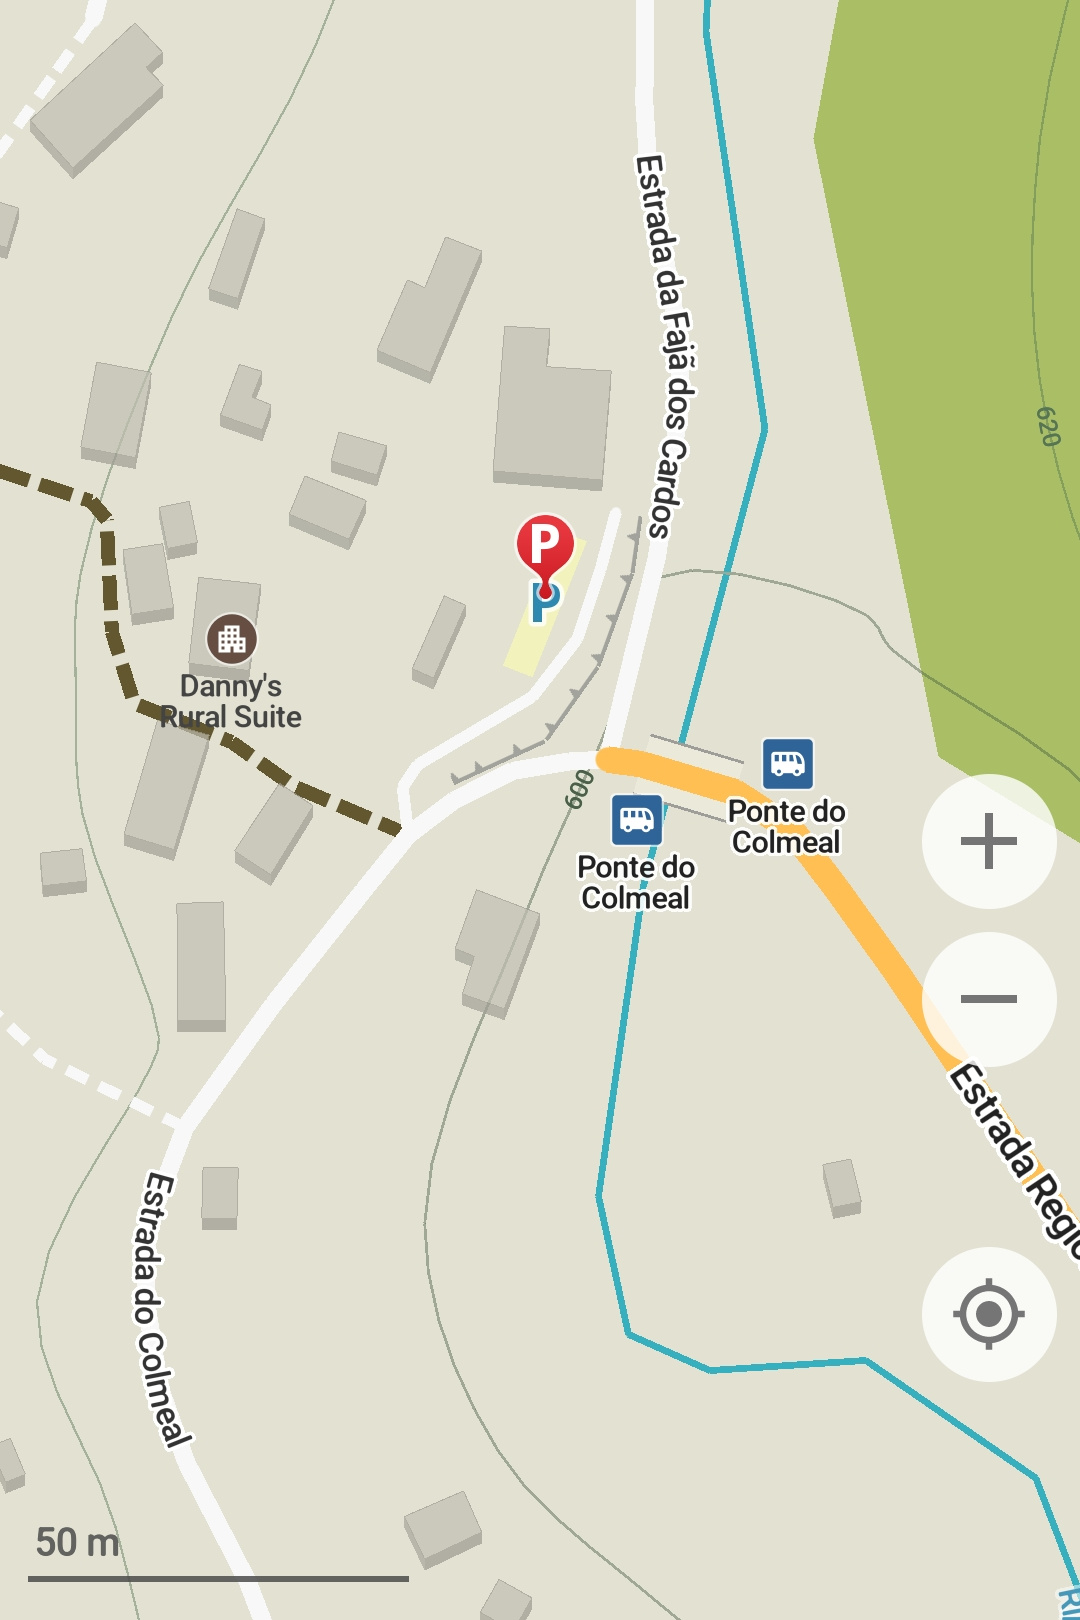 Estrada da Fajã dos Cardos
620
P
P
Danny's
Rural Suite
600
Ponte do
Colmeal
Ponte do
Colmeal
Estrada do Colmeal
50 m